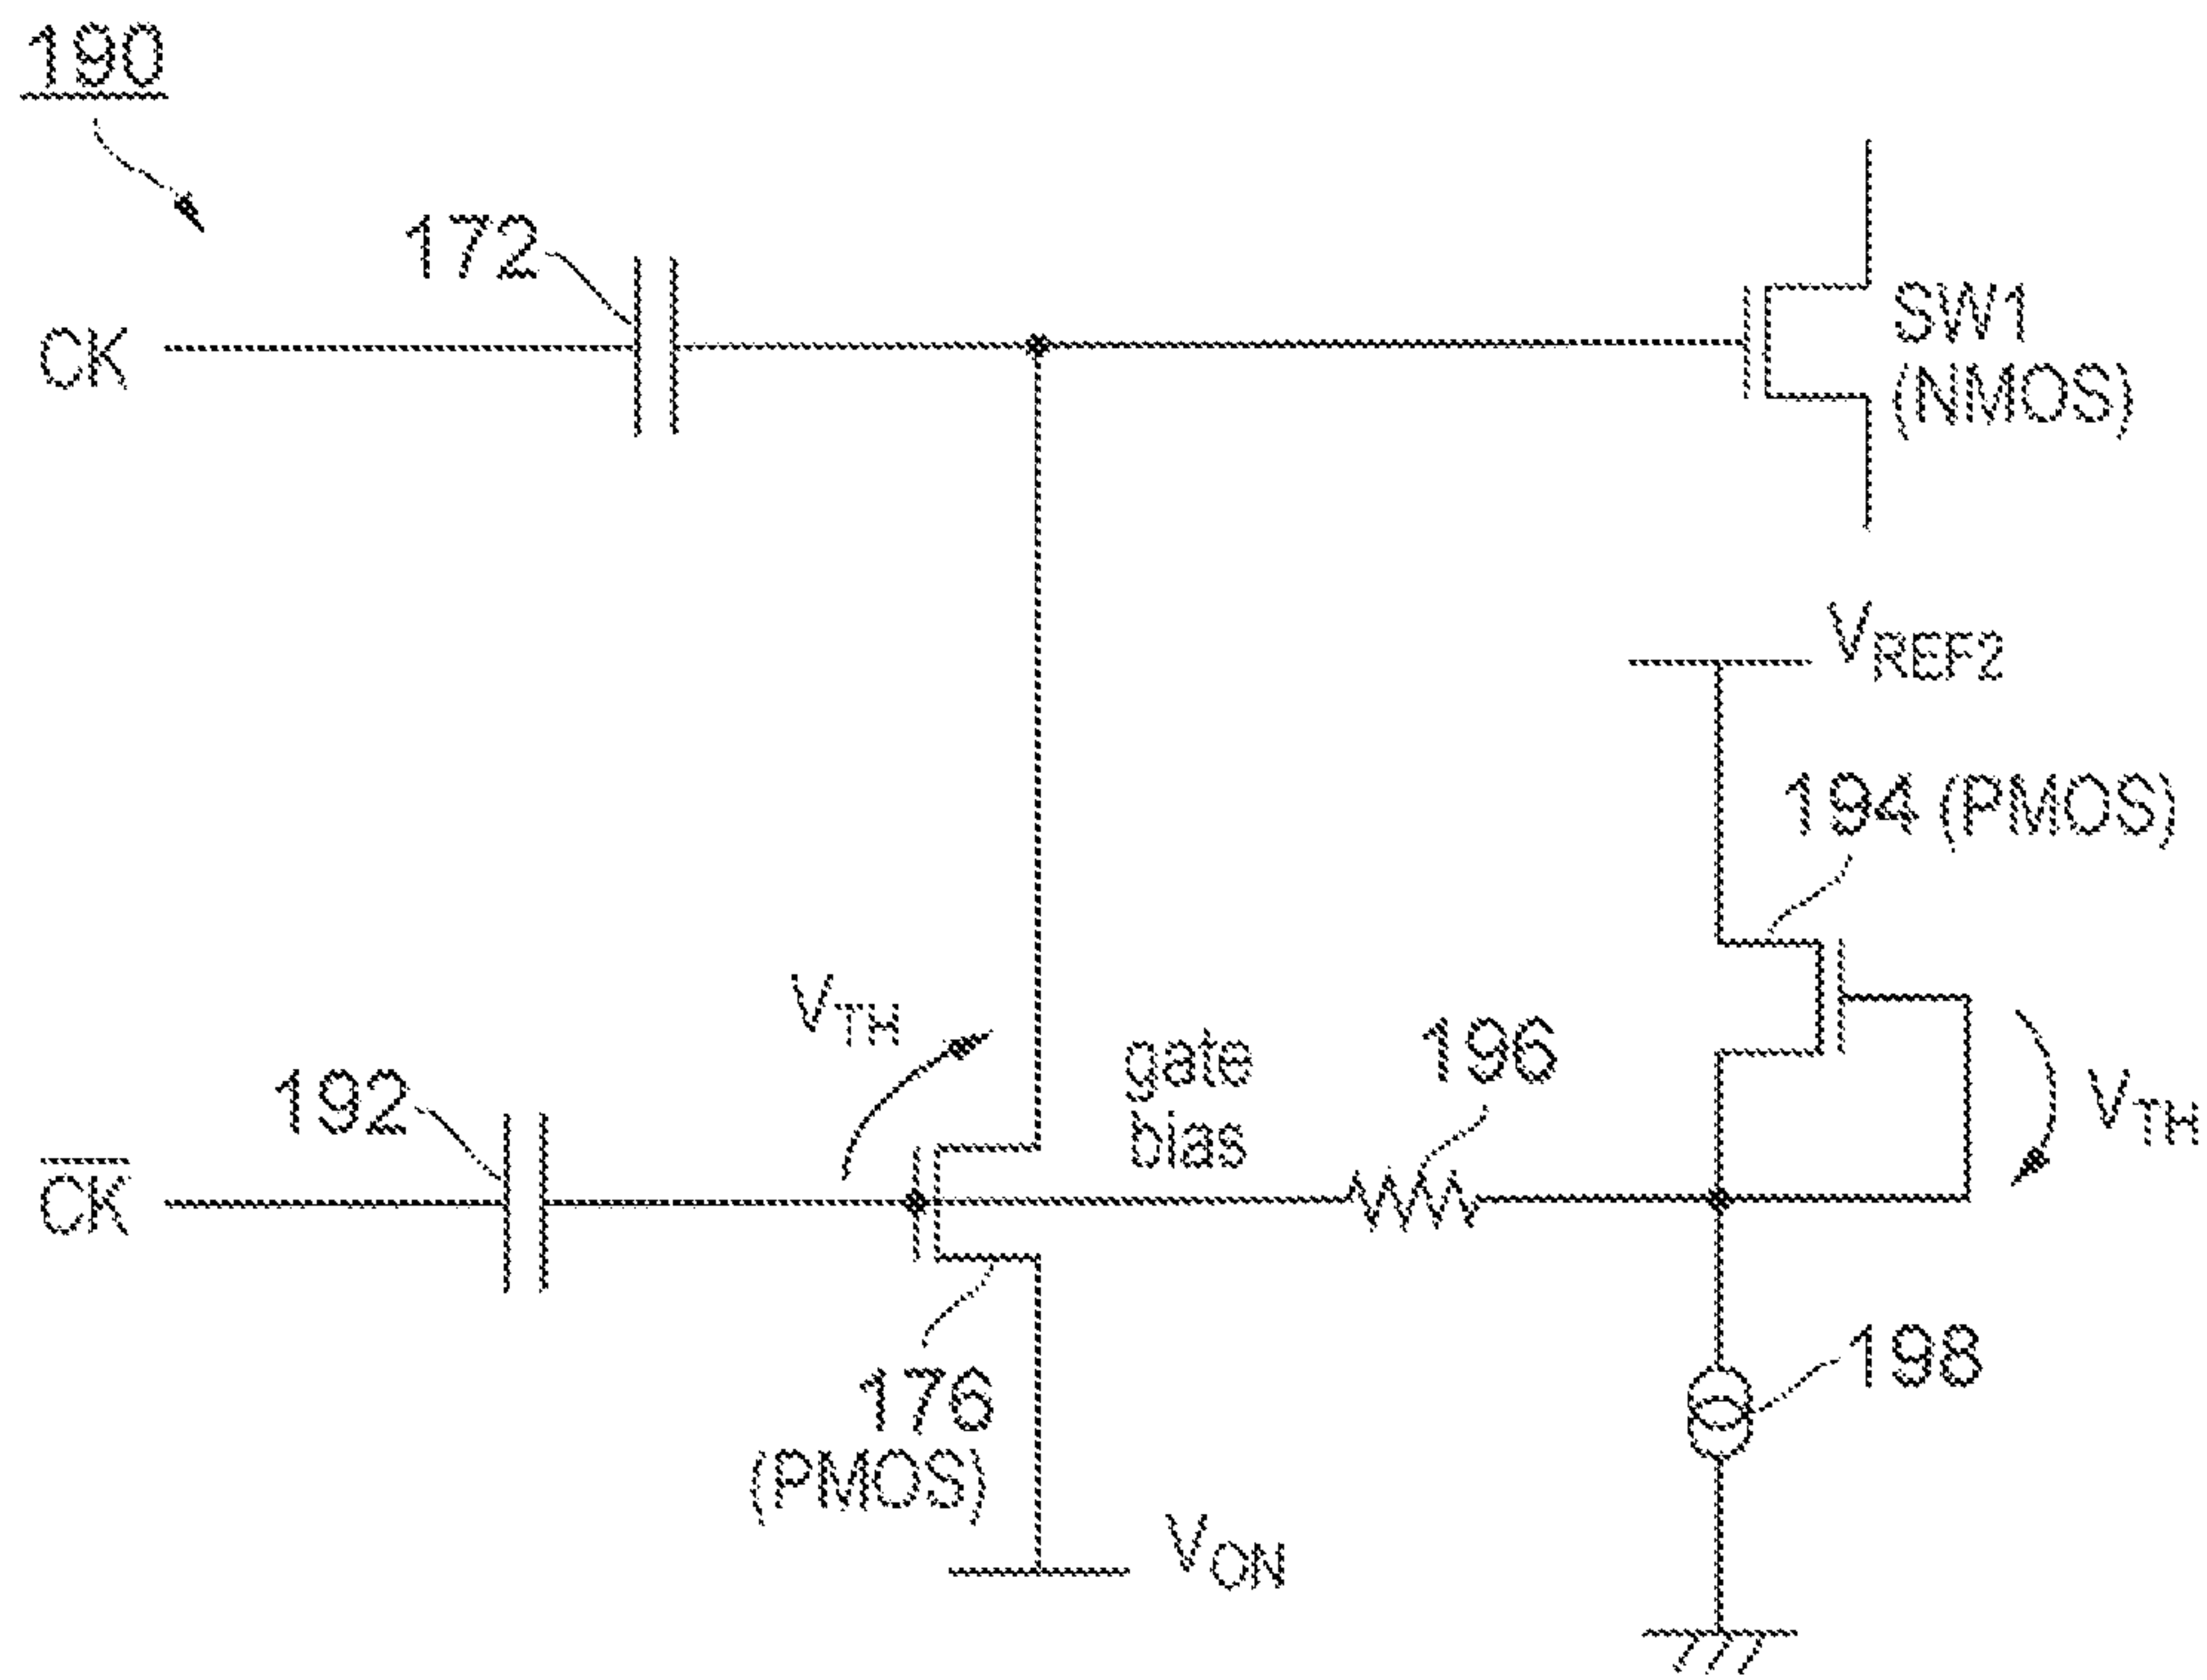 190
172
CK
SW1
(NMOS)
VREF2
194 (PMOS)
VTH
gate
bias
196
192
VTH
CK
176
(PMOS)
198
VON